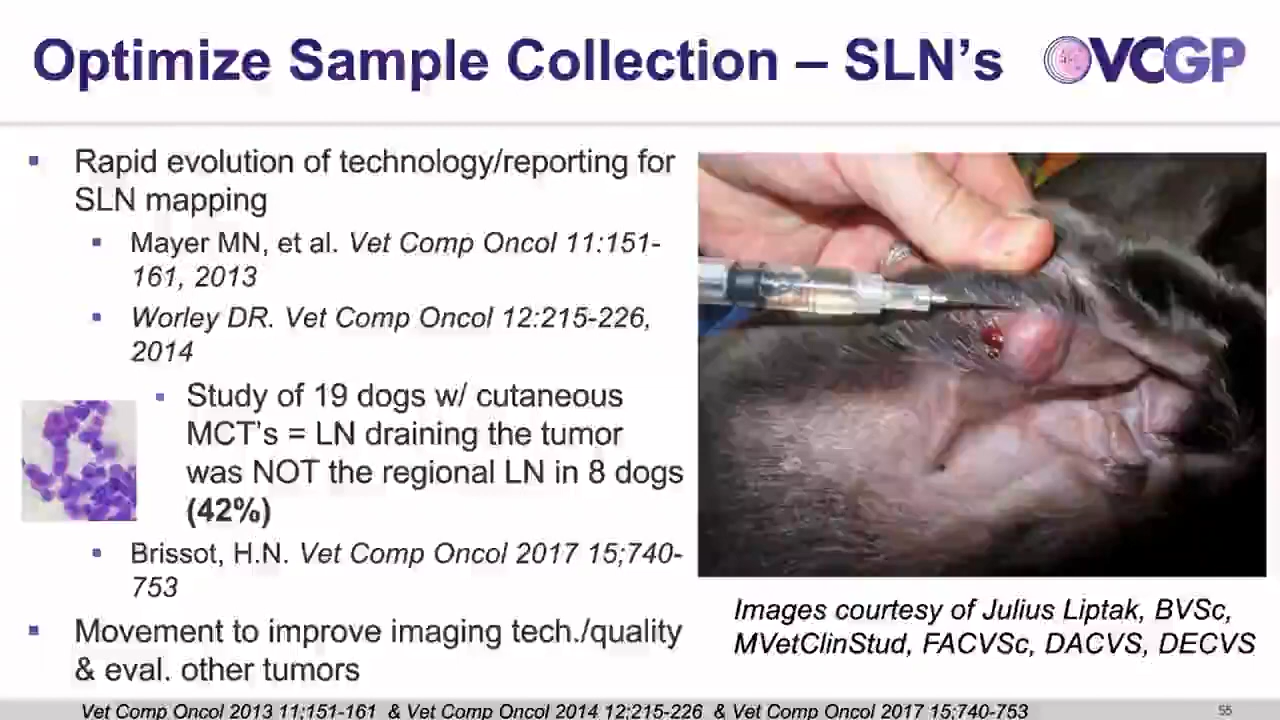 Optimize Sample Collection – SLN's
OVCGP
Rapid evolution of technology/reporting for
SLN mapping
Mayer MN, et al. Vet Comp Oncol 11:151-
161, 2013
Worley DR. Vet Comp Oncol 12:215-226,
2014
Study of 19 dogs w/ cutaneous
MCT's = LN draining the tumor
was NOT the regional LN in 8 dogs
(42%)
Brissot, H.N. Vet Comp Oncol 2017 15;740-
753
Movement to improve imaging tech./quality
& eval. other tumors
Images courtesy of Julius Liptak, BVSc,
MVetClinStud, FACVSc, DACVS, DECVS
Vet Comp Oncol 2013 11;151-161 & Vet Comp Oncol 2014 12;215-226 & Vet Comp Oncol 2017 15;740-753
55